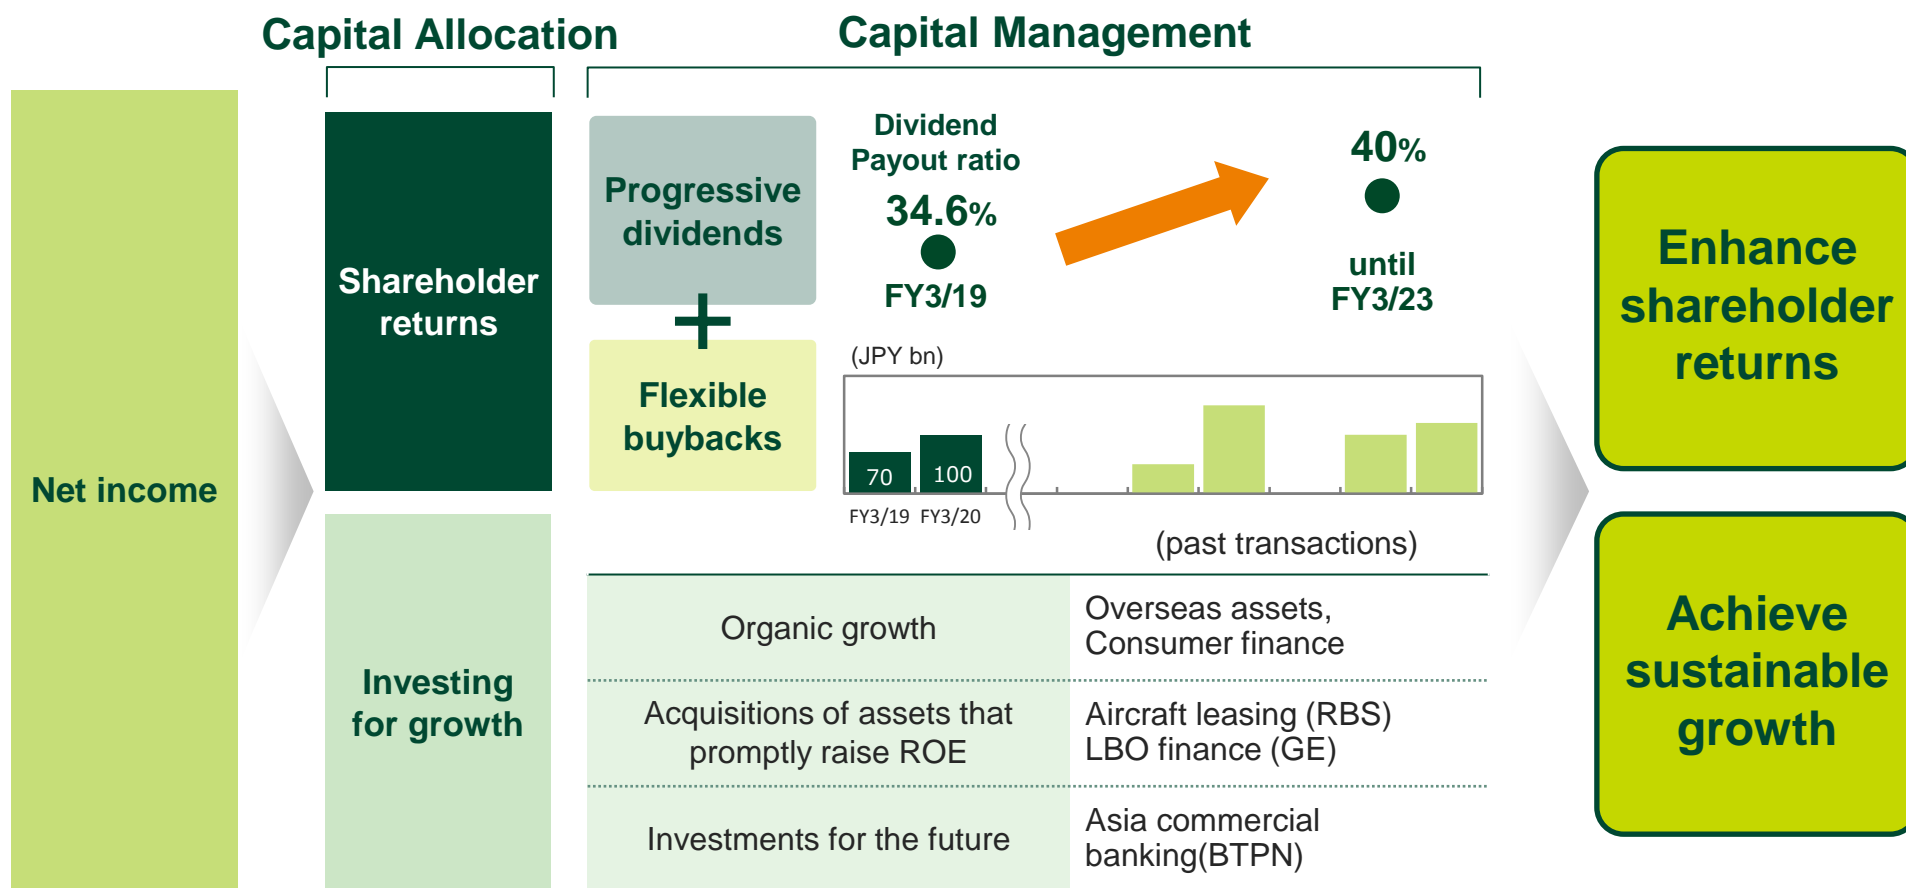 Capital Allocation
Capital Management
Net income
Shareholder
returns
Progressive
dividends
+
Flexible
buybacks
Dividend
Payout ratio
34.6%
FY3/19
40%
until
FY3/23
(JPY bn)
70
100
FY3/19
FY3/20
(past transactions)
Investing
for growth
Organic growth
Overseas assets,
Consumer finance
Acquisitions of assets that
promptly raise ROE
Aircraft leasing (RBS)
LBO finance (GE)
Investments for the future
Asia commercial
banking(BTPN)
Enhance
shareholder
returns
Achieve
sustainable
growth